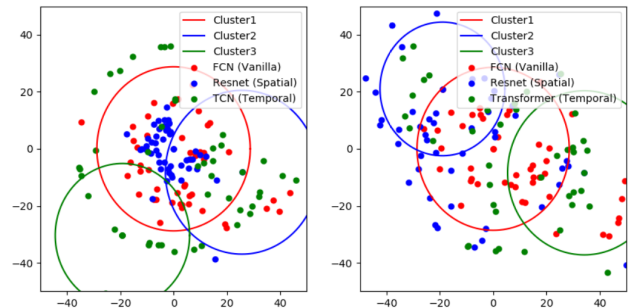 Cluster1
Cluster2
Cluster3
FCN (Vanilla)
Resnet (Spatial)
TCN (Temporal)
40
20
0
−20
−40
−40
−20
0
20
40
Cluster1
Cluster2
Cluster3
FCN (Vanilla)
Resnet (Spatial)
Transformer (Temporal)
40
20
0
−20
−40
−40
−20
0
20
40